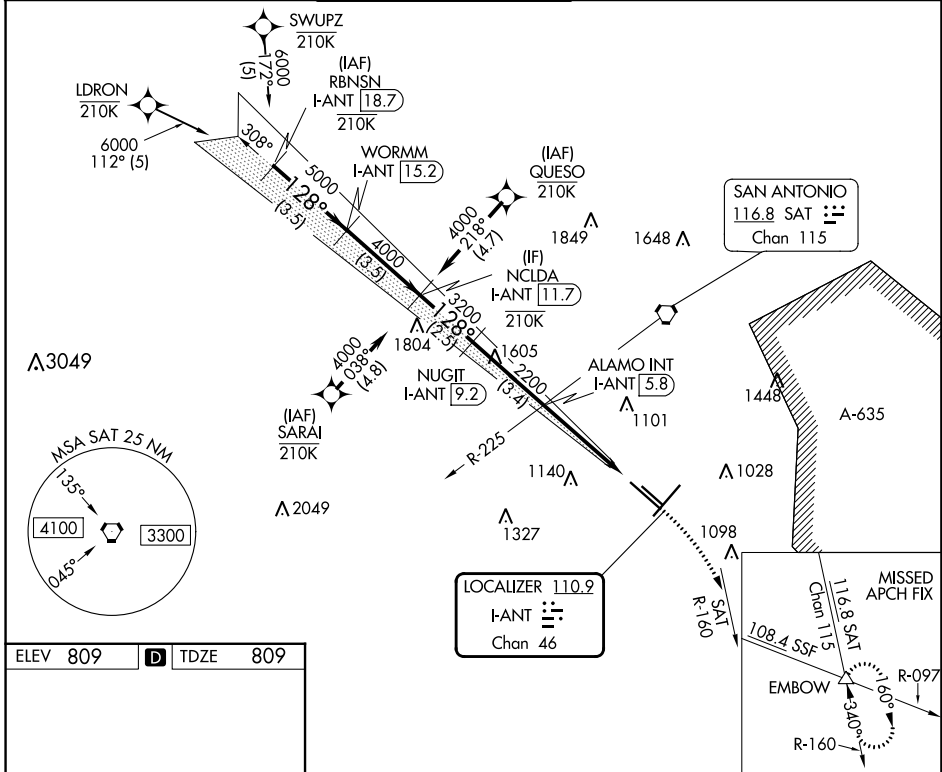 SWUPZ
210K
6000
172°
(5)
LDRON
210K
6000
112° (5)
(IAF)
RBNSN
I-ANT 18.7
210K
308°
5000
128°
(3.5)
WORMM
I-ANT 15.2
4000
(3.5)
(IAF)
QUESO
210K
4000
218°
(4.7)
1849
1648
SAN ANTONIO
116.8 SAT
Chan 115
(IF)
NCLDA
I-ANT 11.7
210K
3200
128°
(2.5)
1804
1605
3049
4000
038°
(4.8)
(IAF)
SARAI
210K
NUGIT
I-ANT 9.2
2200
(3.4)
ALAMO INT
I-ANT 5.8
1101
1448
A-635
R-225
1140
1028
2049
1327
1098
MSA SAT 25 NM
135°
4100
3300
045°
LOCALIZER 110.9
I-ANT
Chan 46
SAT
R-160
MISSED
APCH FIX
116.8 SAT
Chan 115
108.4 SSF
EMBOW
R-097
160°
340°
R-160
ELEV 809 D TDZE 809